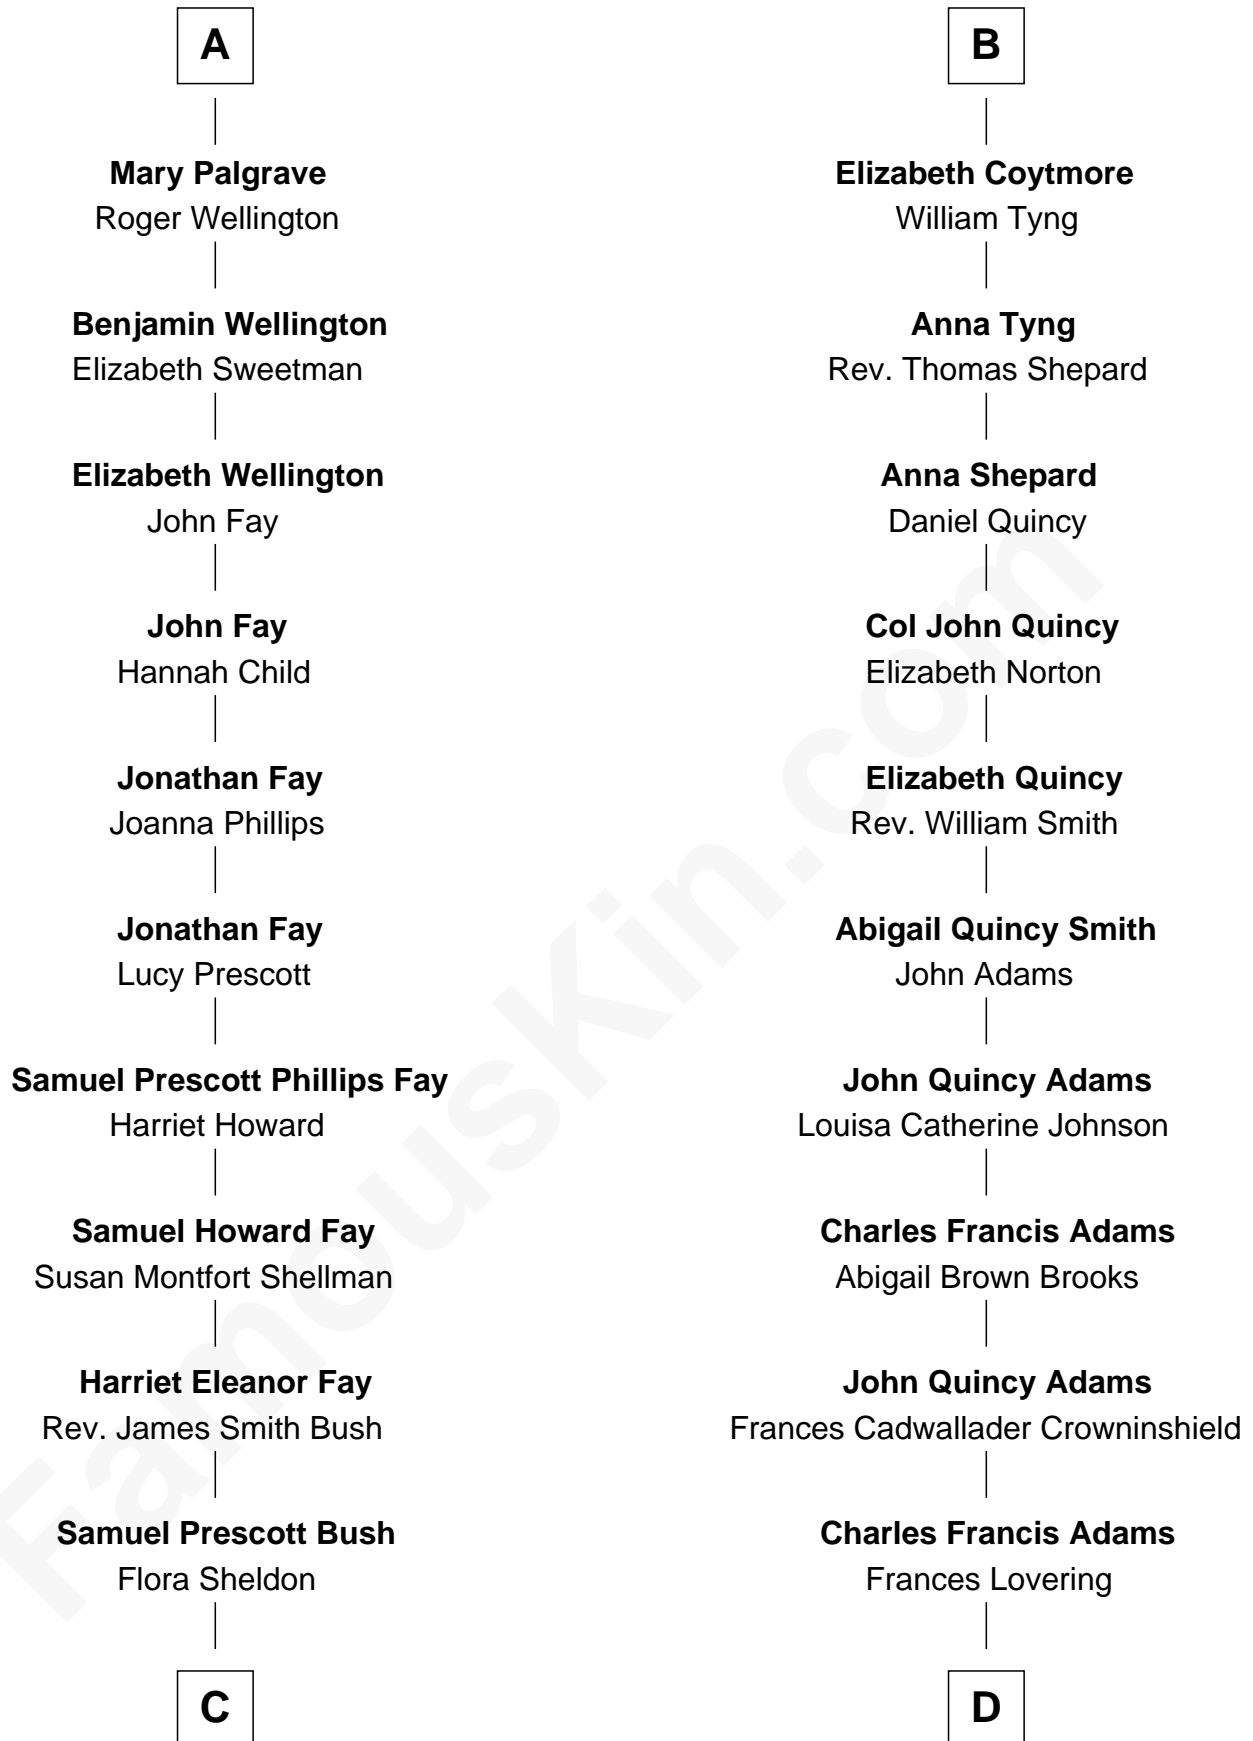 A
Mary Palgrave
Roger Wellington
Benjamin Wellington
Elizabeth Sweetman
Elizabeth Wellington
John Fay
John Fay
Hannah Child
Jonathan Fay
Joanna Phillips
Jonathan Fay
Lucy Prescott
Samuel Prescott Phillips Fay
Harriet Howard
Samuel Howard Fay
Susan Montfort Shellman
Harriet Eleanor Fay
Rev. James Smith Bush
Samuel Prescott Bush
Flora Sheldon
C
B
Elizabeth Coytmore
William Tyng
Anna Tyng
Rev. Thomas Shepard
Anna Shepard
Daniel Quincy
Col John Quincy
Elizabeth Norton
Elizabeth Quincy
Rev. William Smith
Abigail Quincy Smith
John Adams
John Quincy Adams
Louisa Catherine Johnson
Charles Francis Adams
Abigail Brown Brooks
John Quincy Adams
Frances Cadwallader Crowninshield
Charles Francis Adams
Frances Lovering
D
FamousKin.com